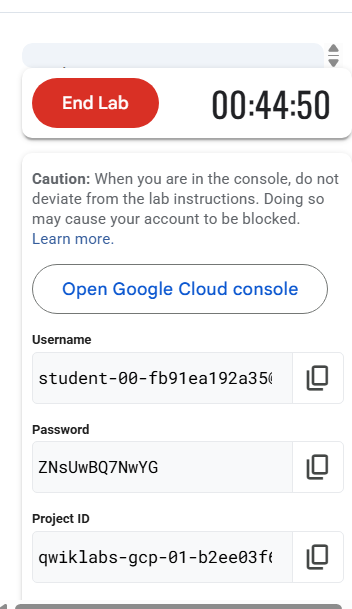 End Lab
00:44:50
Caution: When you are in the console, do not
deviate from the lab instructions. Doing so
may cause your account to be blocked.
Learn more.
Open Google Cloud console
Username
student-00-fb91ea192a35
Password
ZNsUwBQ7NwYG
Project ID
qwiklabs-gcp-01-b2ee03f